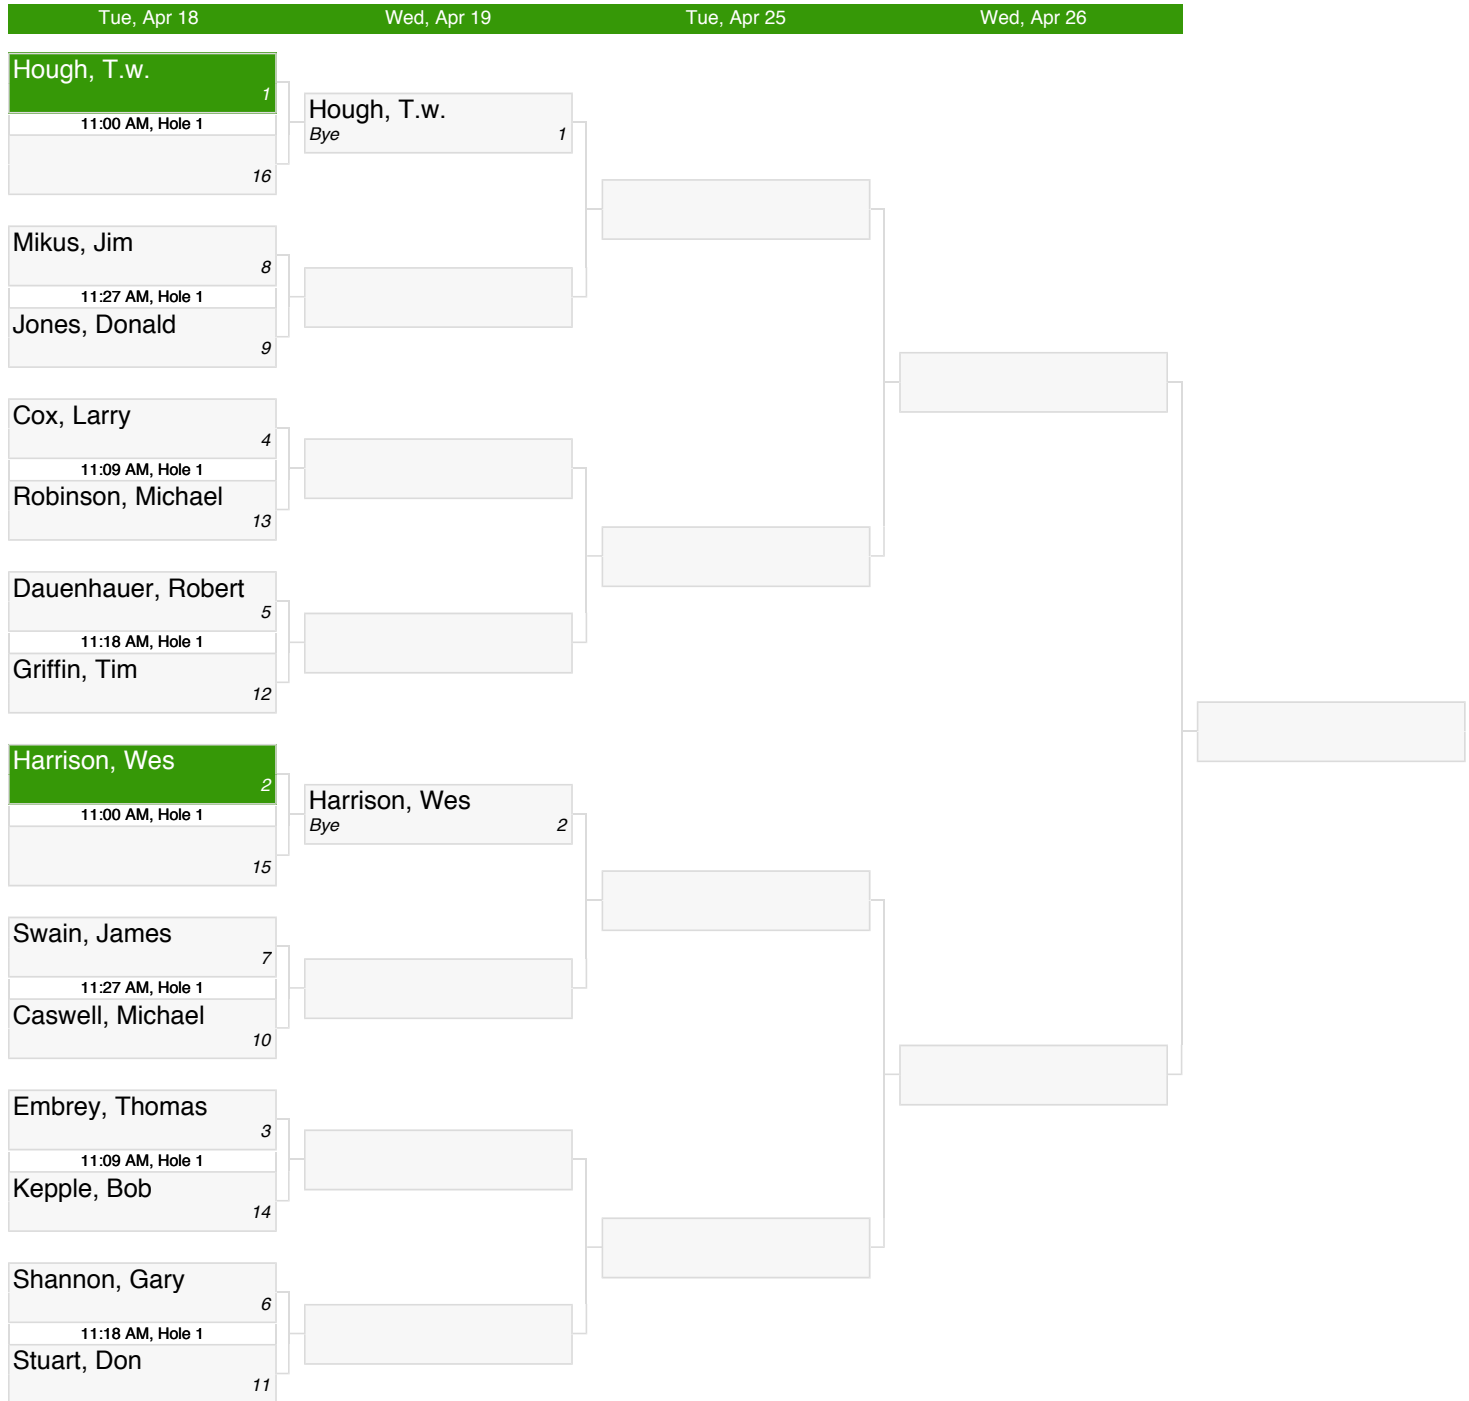 Tue, Apr 18 Wed, Apr 19 Tue, Apr 25 Wed, Apr 26
Hough, T.w.
1
11:00 AM, Hole 1
16
Mikus, Jim
8
11:27 AM, Hole 1
Jones, Donald
9
Cox, Larry
4
11:09 AM, Hole 1
Robinson, Michael
13
Dauenhauer, Robert
5
11:18 AM, Hole 1
Griffin, Tim
12
Harrison, Wes
2
11:00 AM, Hole 1
15
Swain, James
7
11:27 AM, Hole 1
Caswell, Michael
10
Embrey, Thomas
3
11:09 AM, Hole 1
Kepple, Bob
14
Shannon, Gary
6
11:18 AM, Hole 1
Stuart, Don
11
Hough, T.w.
Bye 1
Harrison, Wes
Bye 2